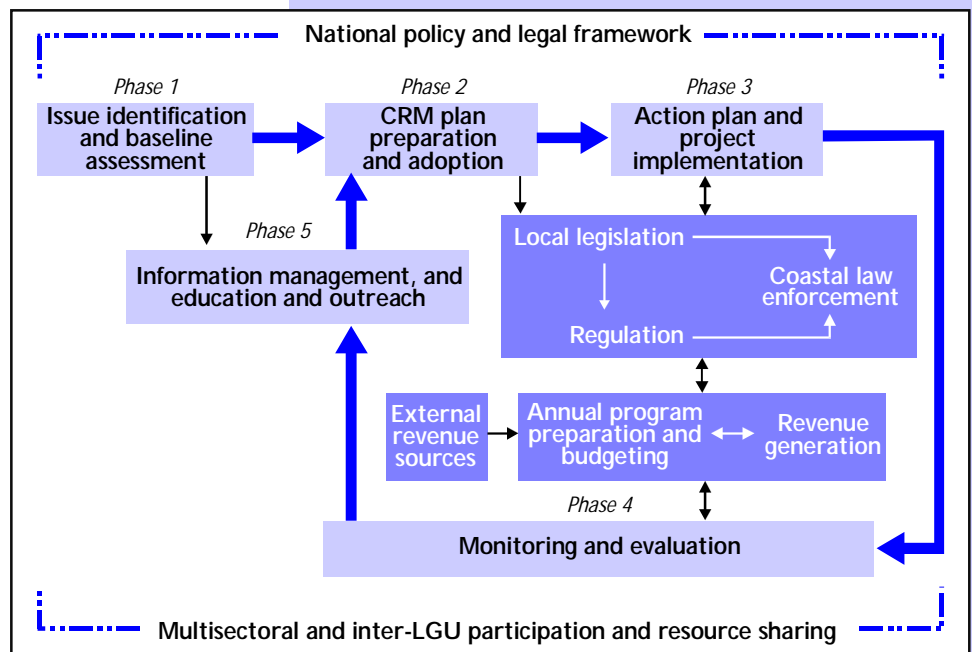 National policy and legal framework
Phase 1
Phase 2
Phase 3
Issue identification
and baseline
assessment
CRM plan
preparation
and adoption
Action plan and
project
implementation
Phase 5
Information management, and
education and outreach
Local legislation
Coastal law
enforcement
Regulation
External
revenue
sources
Annual program
preparation and
budgeting
Revenue
generation
Phase 4
Monitoring and evaluation
Multisectoral and inter-LGU participation and resource sharing